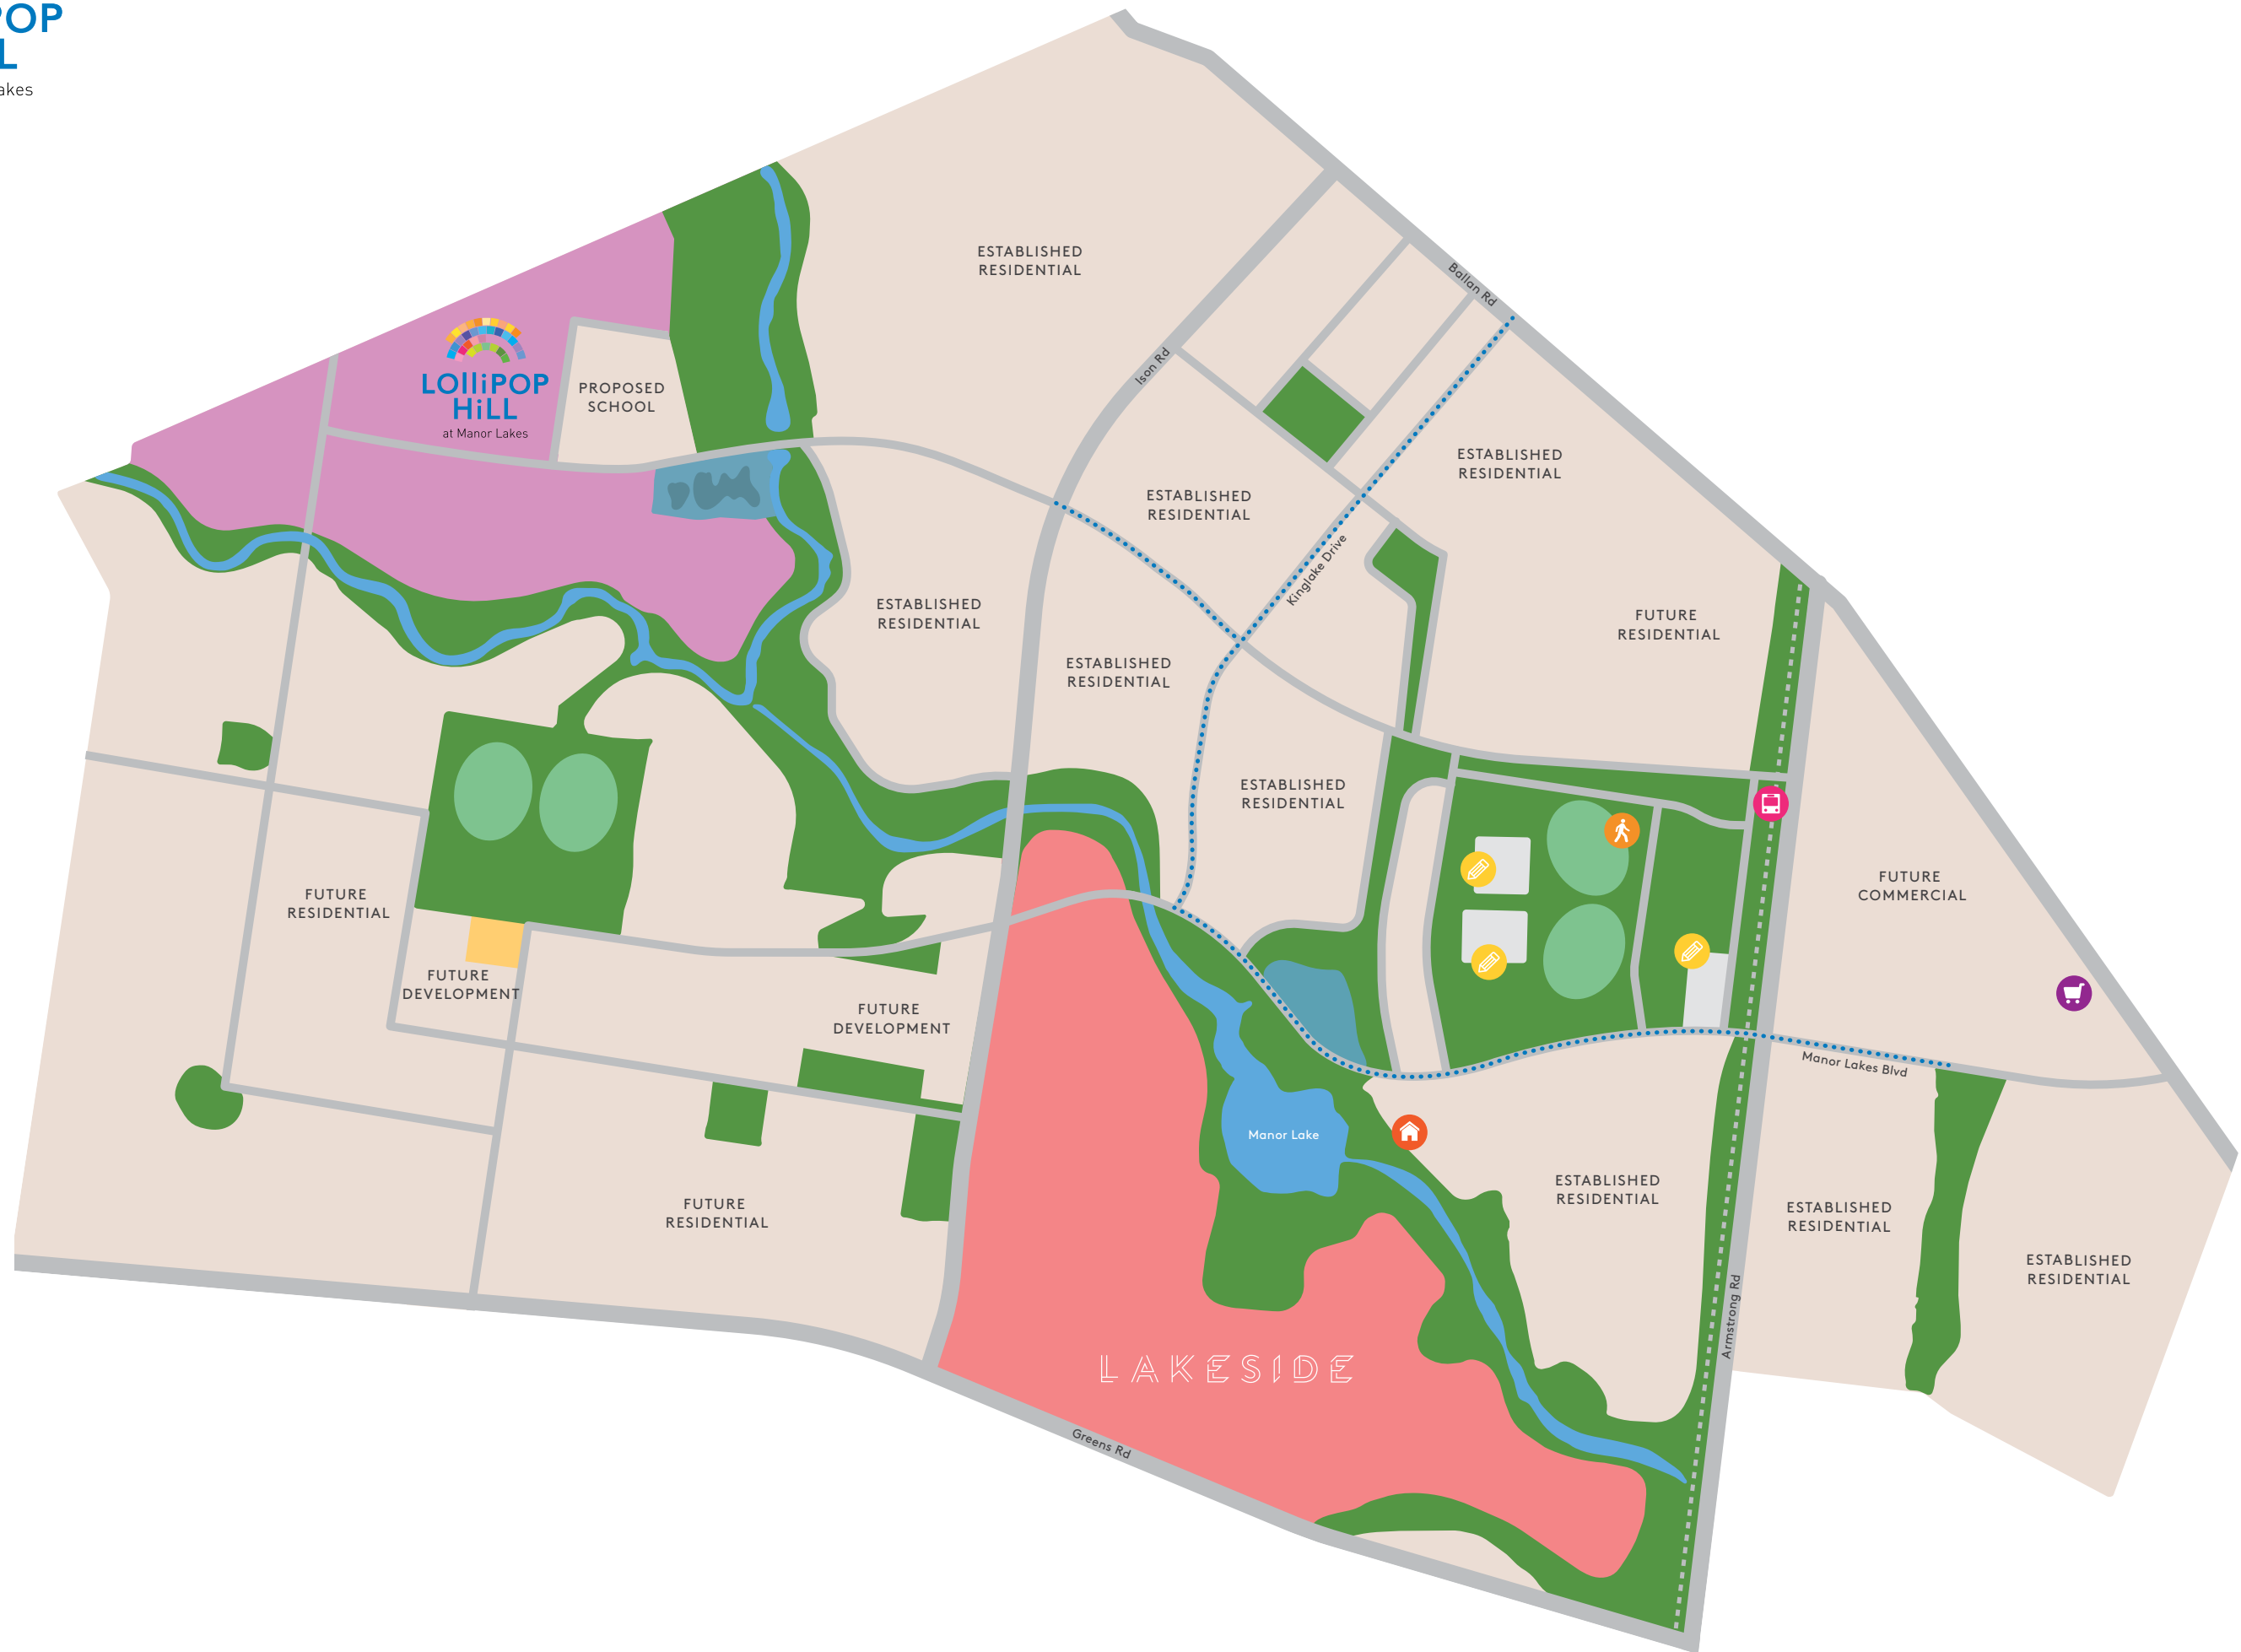 POP
L
akes
ESTABLISHED
RESIDENTIAL
Ballan Rd
Ison Rd
LOlliPOP
HiLL
at Manor Lakes
PROPOSED
SCHOOL
ESTABLISHED
RESIDENTIAL
ESTABLISHED
RESIDENTIAL
Kinglake Drive
ESTABLISHED
RESIDENTIAL
FUTURE
RESIDENTIAL
ESTABLISHED
RESIDENTIAL
ESTABLISHED
RESIDENTIAL
FUTURE
RESIDENTIAL
FUTURE
COMMERCIAL
FUTURE
DEVELOPMENT
FUTURE
DEVELOPMENT
Manor Lakes Blvd
Manor Lake
FUTURE
RESIDENTIAL
ESTABLISHED
RESIDENTIAL
ESTABLISHED
RESIDENTIAL
ESTABLISHED
RESIDENTIAL
Armstrong Rd
LAKESIDE
Greens Rd